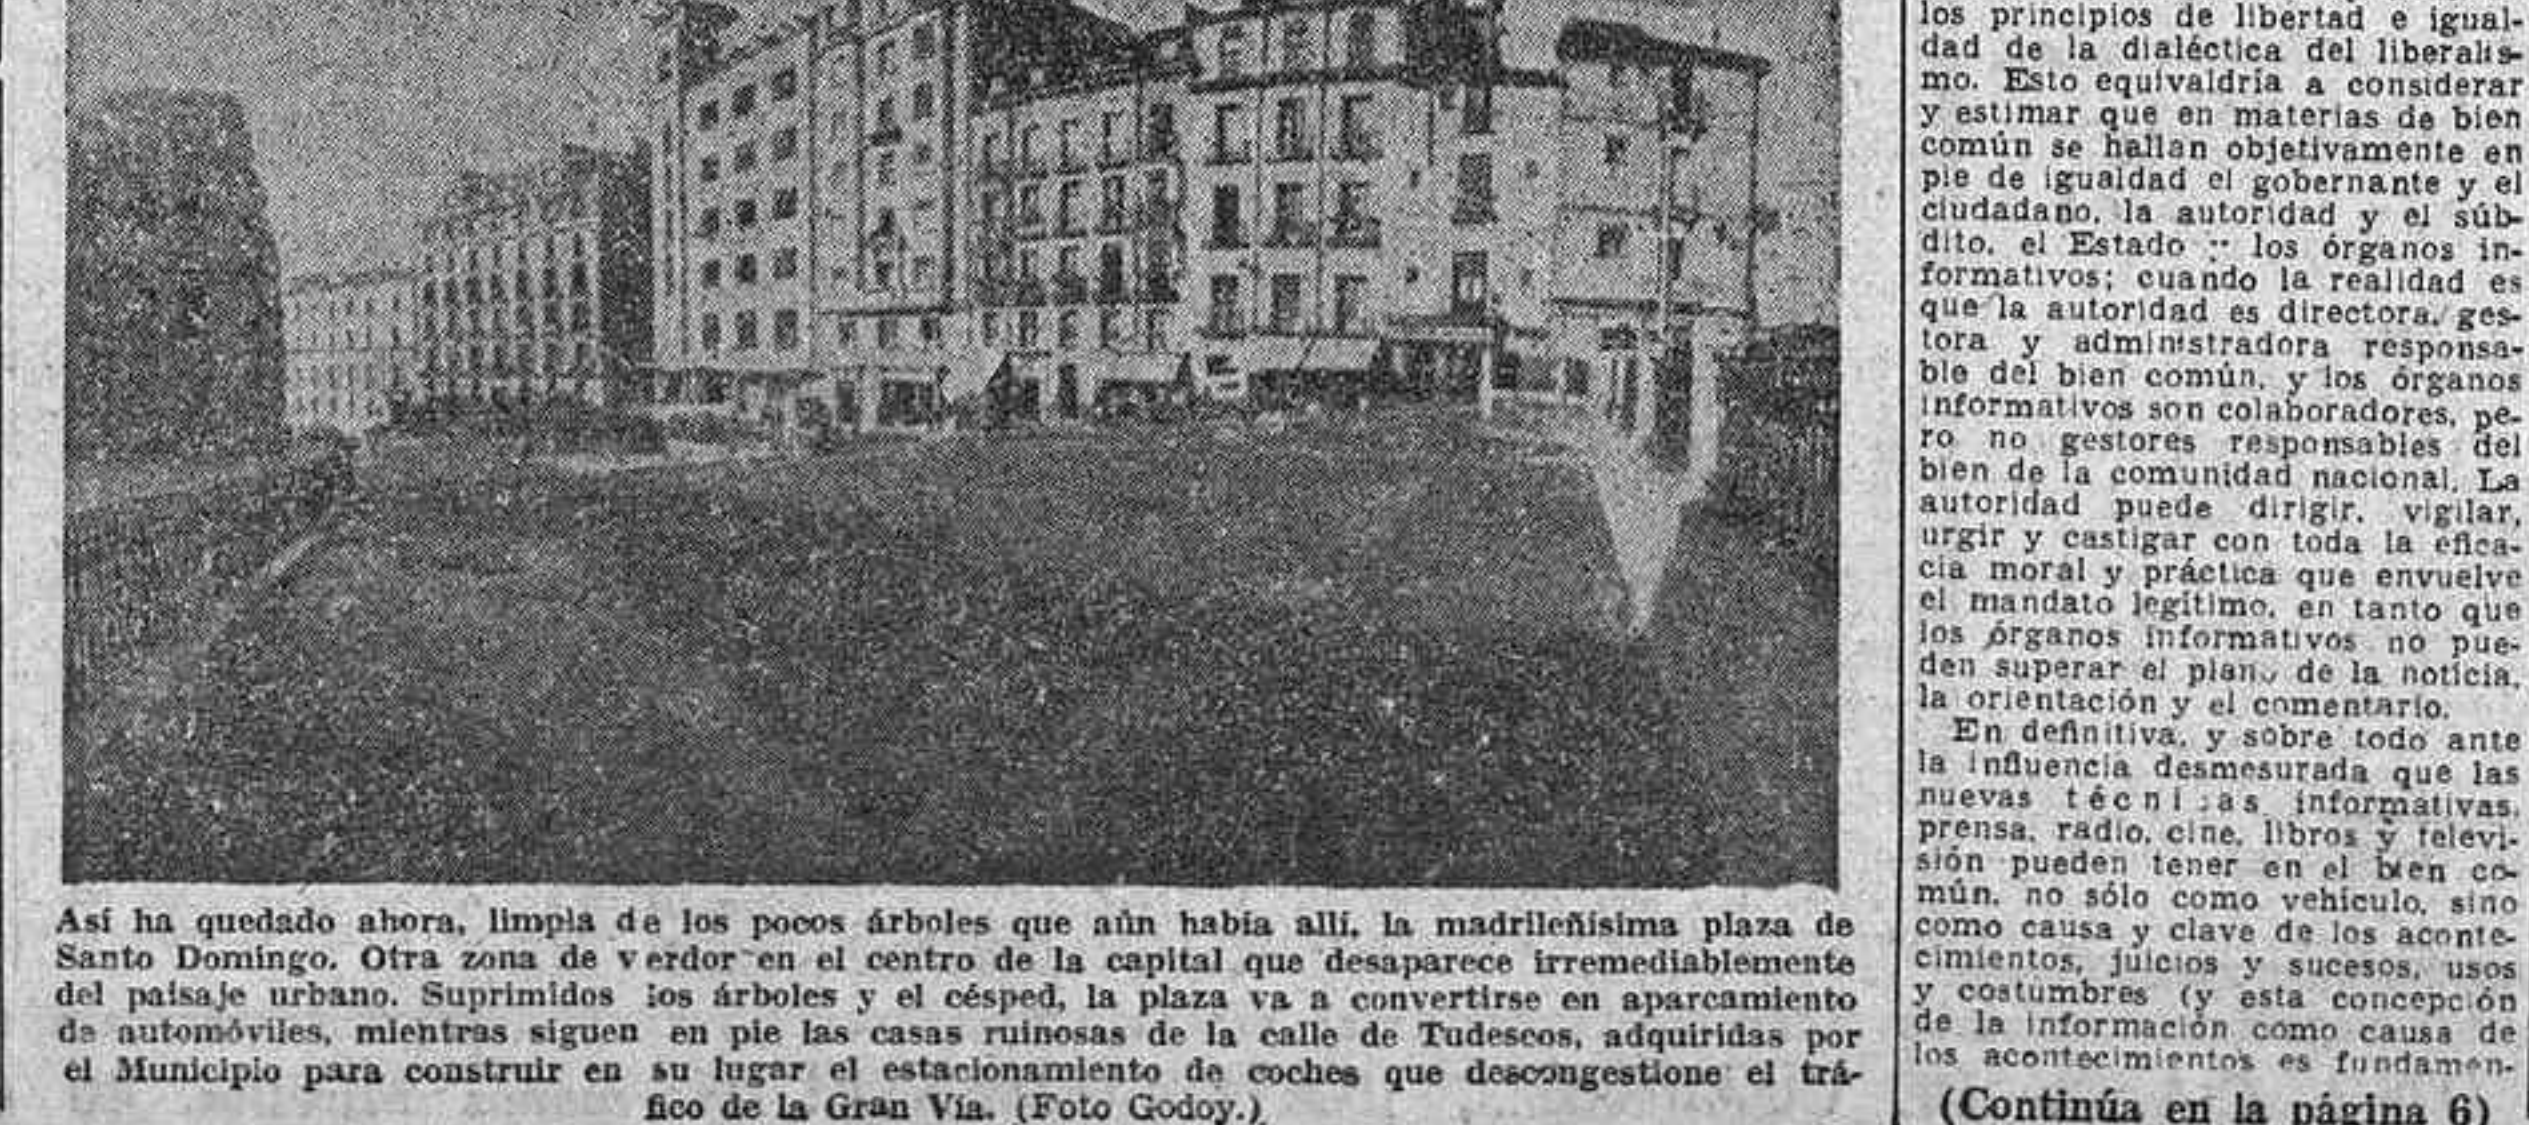 Así ha quedado ahora, limpia de los pocos árboles que aún había allí, la madrileñísima plaza de
Santo Domingo. Otra zona de verdor en el centro de la capital que desaparece irremediablemente
del paisaje urbano. Suprimidos los árboles y el césped, la plaza va a convertirse en aparcamiento
de automóviles, mientras siguen en pie las casas ruinosas de la calle de Tudescos, adquiridas por
el Municipio para construir en su lugar el estacionamiento de coches que descongestione el trá-
fico de la Gran Vía. (Foto Godoy.)
los principios de libertad e igual-
dad de la dialéctica del liberalis-
mo. Esto equivaldría a considerar
y estimar que en materias de bien
común se hallan objetivamente en
pie de igualdad el gobernante y el
ciudadano, la autoridad y el súb-
dito, el Estado y los órganos in-
formativos; cuando la realidad es
que la autoridad es directora, ges-
tora y administradora responsa-
ble del bien común, y los órganos
informativos son colaboradores, pe-
ro no gestores responsables del
bien de la comunidad nacional. La
autoridad puede dirigir, vigilar,
urgir y castigar con toda la efica-
cia moral y práctica que envuelve
el mandato legítimo, en tanto que
los órganos informativos no pue-
den superar el plano de la noticia,
la orientación y el comentario.
En definitiva, y sobre todo ante
la influencia desmesurada que las
nuevas técnicas informativas,
prensa, radio, cine, libros y televi-
sión pueden tener en el bien co-
mún, no sólo como vehículo, sino
como causa y clave de los aconte-
cimientos, juicios y sucesos, usos
y costumbres (y esta concepción
de la información como causa de
los acontecimientos es fundamen-
(Continúa en la página 6)